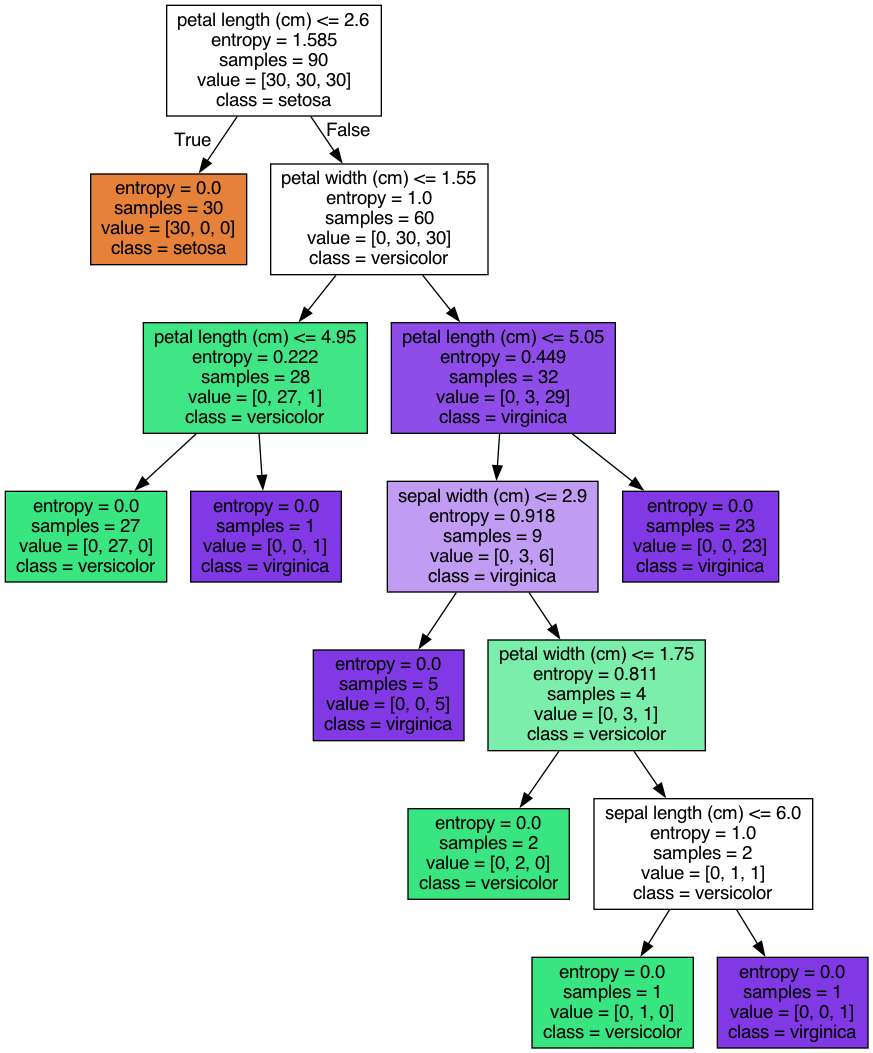 petal length (cm) <= 2.6
entropy = 1.585
samples = 90
value = [30, 30, 30]
class = setosa
True
False
entropy = 0.0
samples = 30
value = [30, 0, 0]
class = setosa
petal width (cm) <= 1.55
entropy = 1.0
samples = 60
value = [0, 30, 30]
class = versicolor
petal length (cm) <= 4.95
entropy = 0.222
samples = 28
value = [0, 27, 1]
class = versicolor
petal length (cm) <= 5.05
entropy = 0.449
samples = 32
value = [0, 3, 29]
class = virginica
entropy = 0.0
samples = 27
value = [0, 27, 0]
class = versicolor
entropy = 0.0
samples = 1
value = [0, 0, 1]
class = virginica
sepal width (cm) <= 2.9
entropy = 0.918
samples = 9
value = [0, 3, 6]
class = virginica
entropy = 0.0
samples = 23
value = [0, 0, 23]
class = virginica
entropy = 0.0
samples = 5
value = [0, 0, 5]
class = virginica
petal width (cm) <= 1.75
entropy = 0.811
samples = 4
value = [0, 3, 1]
class = versicolor
entropy = 0.0
samples = 2
value = [0, 2, 0]
class = versicolor
sepal length (cm) <= 6.0
entropy = 1.0
samples = 2
value = [0, 1, 1]
class = versicolor
entropy = 0.0
samples = 1
value = [0, 1, 0]
class = versicolor
entropy = 0.0
samples = 1
value = [0, 0, 1]
class = virginica